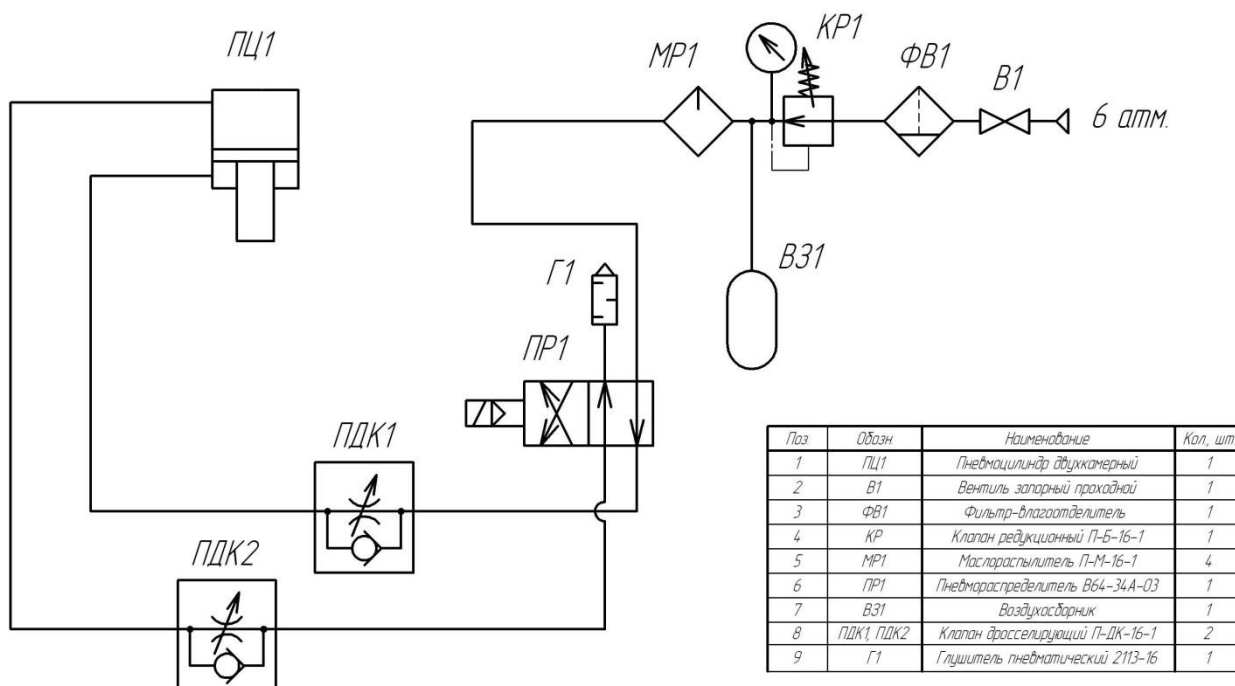 ПЦ1
МР1
КР1
ФВ1
В1
6 атм.
ВЗ1
Г1
ПР1
ПДК1
ПДК2
Поз Обозн. Наименование Кол., шт.
1 ПЦ1 Пневмоцилиндр двухкамерный 1
2 В1 Вентиль запорный проходной 1
3 ФВ1 Фильтр-влагоотделитель 1
4 КР Клапан редукционный П-Б-16-1 1
5 МР1 Маслораспылитель П-М-16-1 4
6 ПР1 Пневмораспределитель В64-34А-03 1
7 ВЗ1 Воздухосборник 1
8 ПДК1, ПДК2 Клапан дросселирующий П-ДК-16-1 2
9 Г1 Глушитель пневматический 2113-16 1